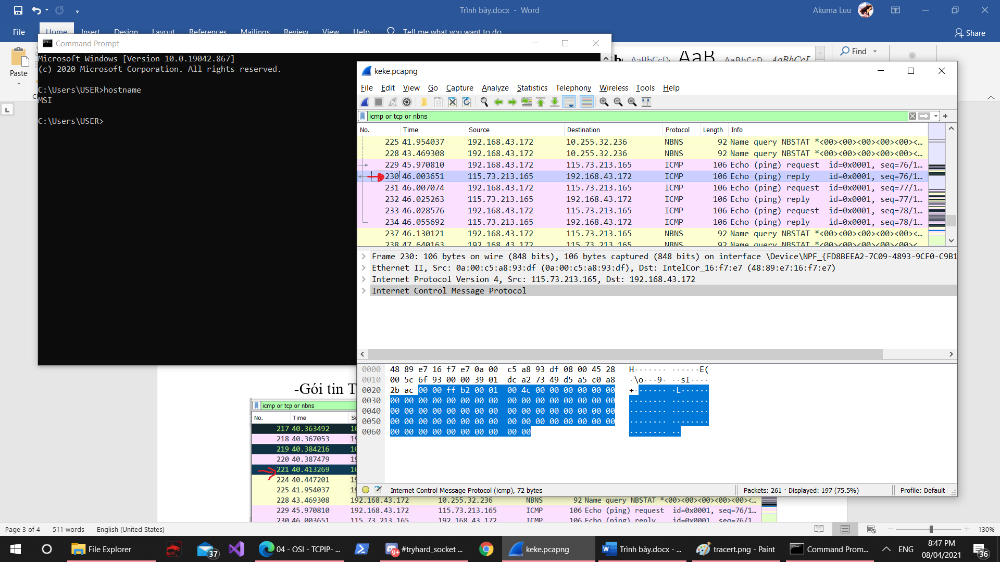 Trình bày.docx - Word
Akuma Luu
File Home Insert Design Layout References Mailings Review View Help Tell me what you want to do
Share
Paste
AaBbCcD AaB AaBbCcD
Find
Command Prompt
Microsoft Windows [Version 10.0.19042.867]
(c) 2020 Microsoft Corporation. All rights reserved.
C:\Users\USER>hostname
MSI
C:\Users\USER>
keke.pcapng
File Edit View Go Capture Analyze Statistics Telephony Wireless Tools Help
icmp or tcp or nbns
No. Time Source Destination Protocol Length Info
225 41.954037 192.168.43.172 10.255.32.236 NBNS 92 Name query NBSTAT *<00><00><00><00><00><…
228 43.469308 192.168.43.172 10.255.32.236 NBNS 92 Name query NBSTAT *<00><00><00><00><00><…
229 45.970810 192.168.43.172 115.73.213.165 ICMP 106 Echo (ping) request id=0x0001, seq=76/1…
230 46.003651 115.73.213.165 192.168.43.172 ICMP 106 Echo (ping) reply id=0x0001, seq=76/1…
231 46.007074 192.168.43.172 115.73.213.165 ICMP 106 Echo (ping) request id=0x0001, seq=77/1…
232 46.025263 115.73.213.165 192.168.43.172 ICMP 106 Echo (ping) reply id=0x0001, seq=77/1…
233 46.028576 192.168.43.172 115.73.213.165 ICMP 106 Echo (ping) request id=0x0001, seq=78/1…
234 46.055692 115.73.213.165 192.168.43.172 ICMP 106 Echo (ping) reply id=0x0001, seq=78/1…
237 46.130121 192.168.43.172 115.73.213.165 NBNS 92 Name query NBSTAT *<00><00><00><00><00><…
238 47.640163 192.168.43.172 115.73.213.165 NBNS 92 Name query NBSTAT *<00><00><00><00><00><
Frame 230: 106 bytes on wire (848 bits), 106 bytes captured (848 bits) on interface \Device\NPF_{FD8BEEA2-7C09-4893-9CF0-C9B1
Ethernet II, Src: 0a:00:c5:a8:93:df (0a:00:c5:a8:93:df), Dst: IntelCor_16:f7:e7 (48:89:e7:16:f7:e7)
Internet Protocol Version 4, Src: 115.73.213.165, Dst: 192.168.43.172
Internet Control Message Protocol
0000 48 89 e7 16 f7 e7 0a 00 c5 a8 93 df 08 00 45 28 H······· ······E(
0010 00 5c 6f 93 00 00 39 01 dc a2 73 49 d5 a5 c0 a8 ·\o···9· ··sI····
0020 2b ac 00 00 ff b2 00 01 00 4c 00 00 00 00 00 00 +······· ·L······
0030 00 00 00 00 00 00 00 00 00 00 00 00 00 00 00 00 ········ ········
0040 00 00 00 00 00 00 00 00 00 00 00 00 00 00 00 00 ········ ········
0050 00 00 00 00 00 00 00 00 00 00 00 00 00 00 00 00 ········ ········
0060 00 00 00 00 00 00 00 00 00 00 ········ ··
Internet Control Message Protocol (icmp), 72 bytes
Packets: 261 · Displayed: 197 (75.5%)
Profile: Default
-Gói tin T
icmp or tcp or nbns
No. Time
217 40.363492
218 40.367053
219 40.384216
220 40.387479
221 40.413269
224 40.447201
225 41.954037
228 43.469308 192.168.43.172 10.255.32.236 NBNS 92 Name query NBSTAT *<00><00><00><00><00><…
229 45.970810 192.168.43.172 115.73.213.165 ICMP 106 Echo (ping) request id=0x0001, seq=76/1…
230 46.003651 115.73.213.165 192.168.43.172 ICMP 106 Echo (ping) reply id=0x0001, seq=76/1…
Page 3 of 4 511 words English (United States)
130%
File Explorer
37
04 - OSI - TCPIP- ...
9+
#tryhard_socket ...
keke.pcapng
Trình bày.docx - ...
tracert.png - Paint
Command Prom...
ENG
8:47 PM
08/04/2021
36